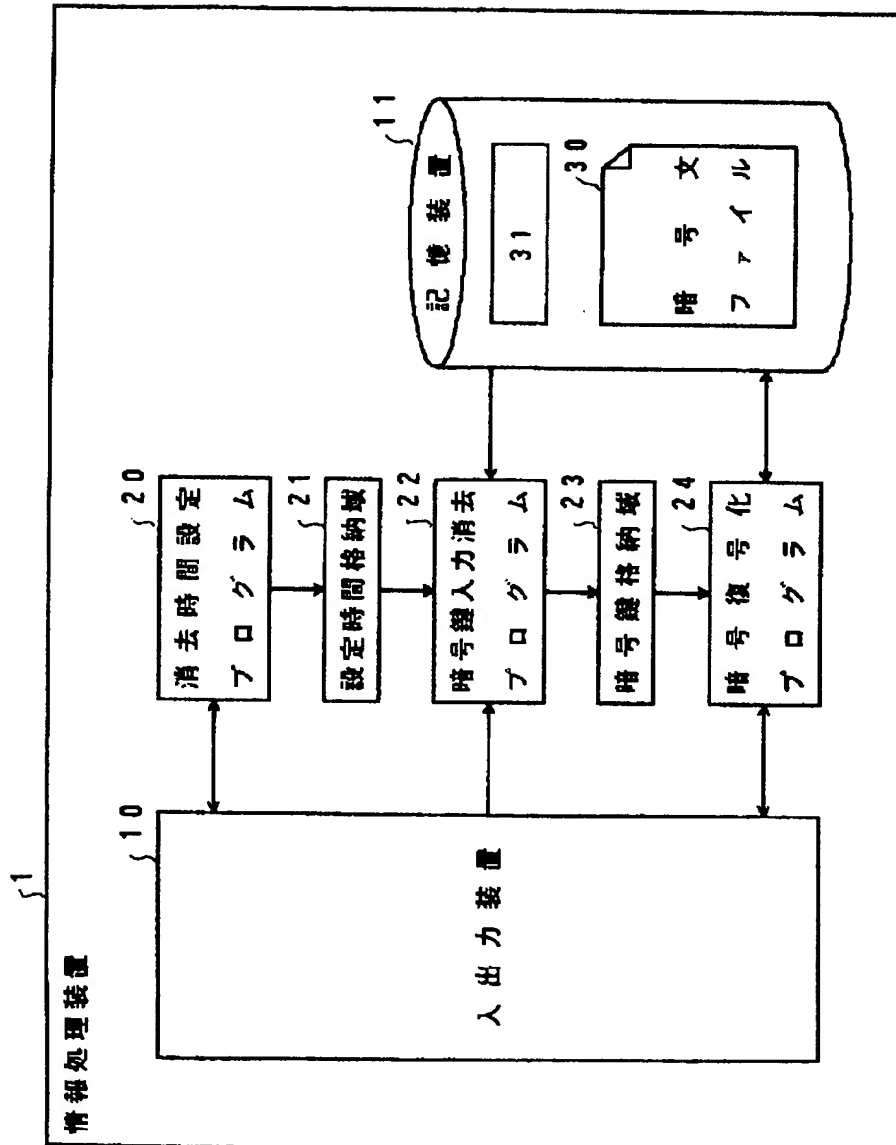 1
情報処理装置
10
入出力装置
20
消去時間設定
プログラム
21
設定時間格納域
22
暗号鍵入力消去
プログラム
23
暗号鍵格納域
24
暗号復号化
プログラム
11
記憶装置
31
30
暗号文
ファイル